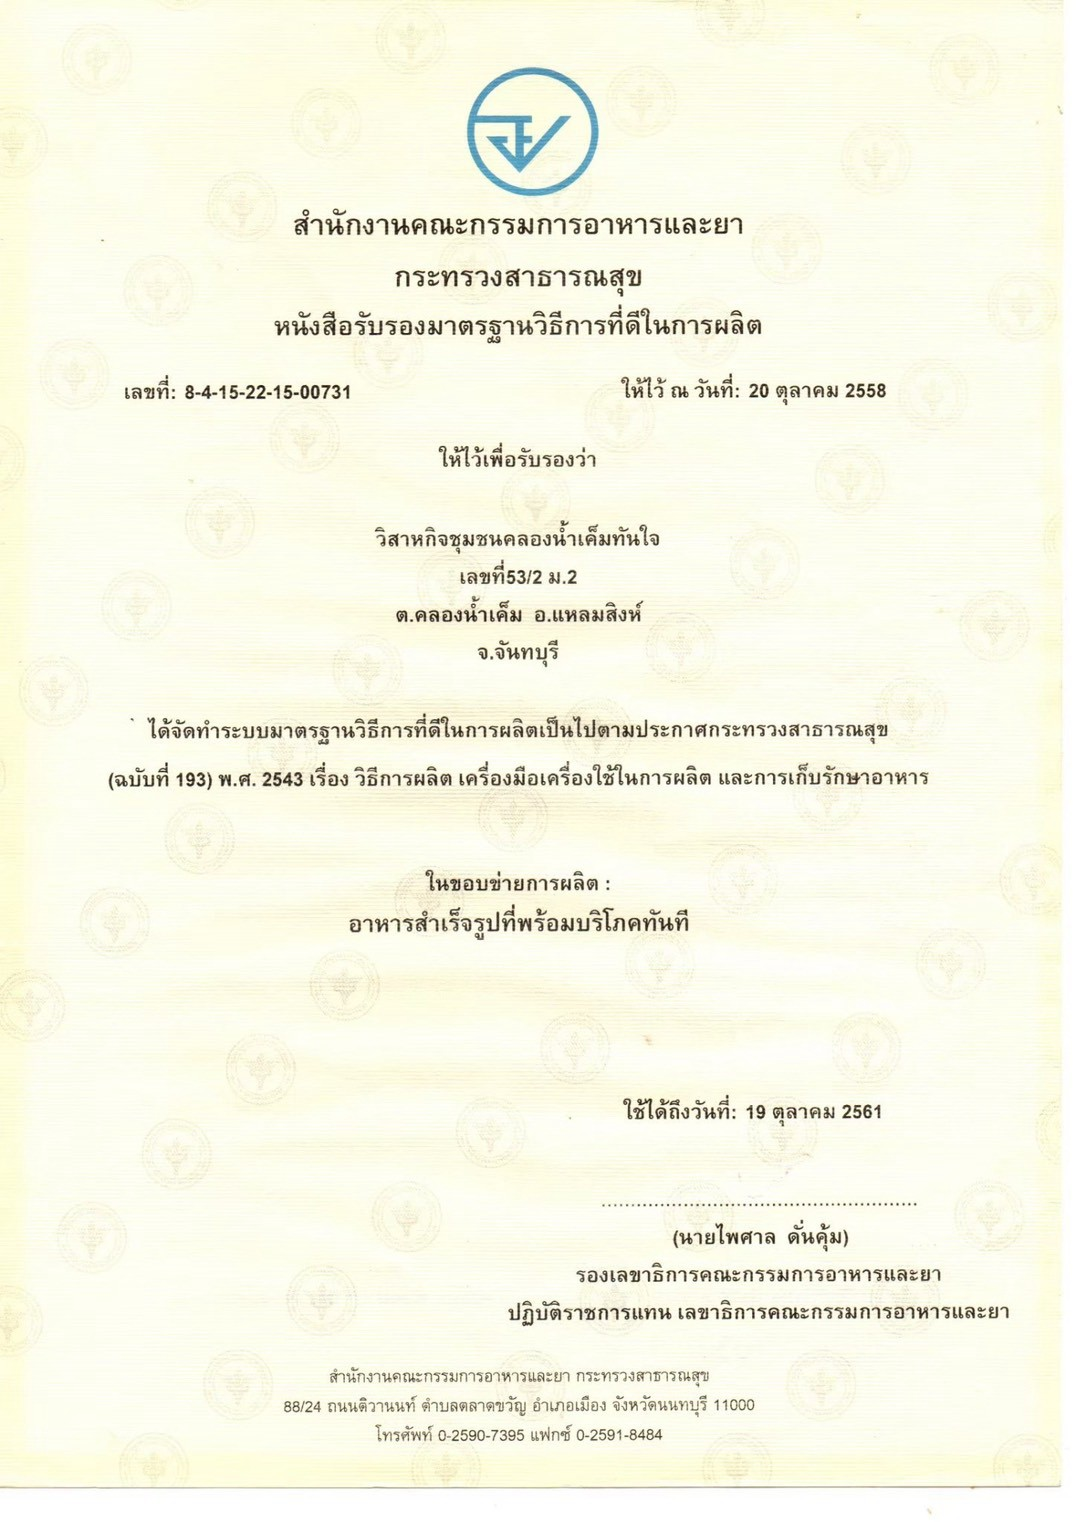 สำนักงานคณะกรรมการอาหารและยา
กระทรวงสาธารณสุข
หนังสือรับรองมาตรฐานวิธีการที่ดีในการผลิต
เลขที่: 8-4-15-22-15-00731 ให้ไว้ ณ วันที่: 20 ตุลาคม 2558
ให้ไว้เพื่อรับรองว่า
วิสาหกิจชุมชนคลองน้ำเค็มทันใจ
เลขที่53/2 ม.2
ต.คลองน้ำเค็ม อ.แหลมสิงห์
จ.จันทบุรี
ได้จัดทำระบบมาตรฐานวิธีการที่ดีในการผลิตเป็นไปตามประกาศกระทรวงสาธารณสุข
(ฉบับที่ 193) พ.ศ. 2543 เรื่อง วิธีการผลิต เครื่องมือเครื่องใช้ในการผลิต และการเก็บรักษาอาหาร
ในขอบข่ายการผลิต :
อาหารสำเร็จรูปที่พร้อมบริโภคทันที
ใช้ได้ถึงวันที่: 19 ตุลาคม 2561
(นายไพศาล ดั่นคุ้ม)
รองเลขาธิการคณะกรรมการอาหารและยา
ปฏิบัติราชการแทน เลขาธิการคณะกรรมการอาหารและยา
สำนักงานคณะกรรมการอาหารและยา กระทรวงสาธารณสุข
88/24 ถนนติวานนท์ ตำบลตลาดขวัญ อำเภอเมือง จังหวัดนนทบุรี 11000
โทรศัพท์ 0-2590-7395 แฟกซ์ 0-2591-8484